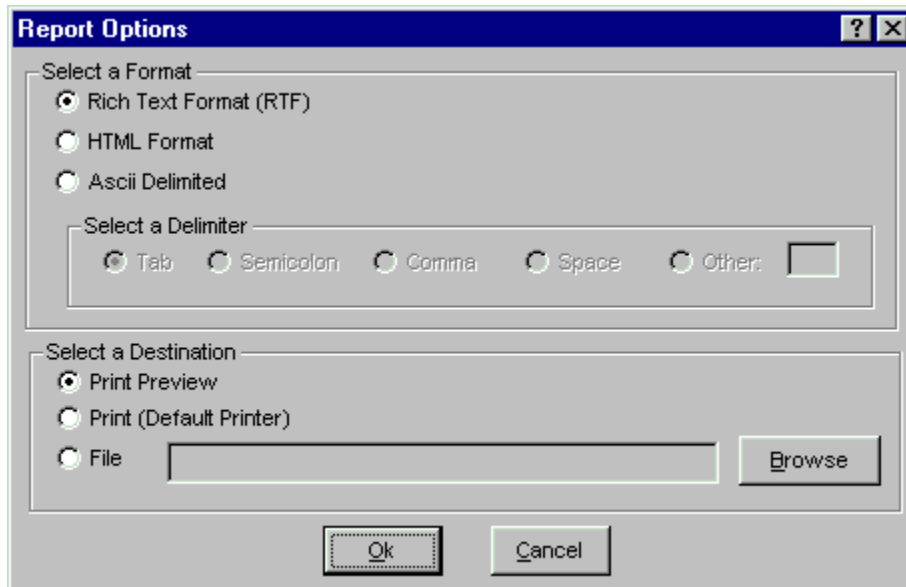 Report Options
Select a Format
Rich Text Format (RTF)
HTML Format
Ascii Delimited
Select a Delimiter
Tab Semicolon Comma Space Other:
Select a Destination
Print Preview
Print (Default Printer)
File Browse
Ok Cancel